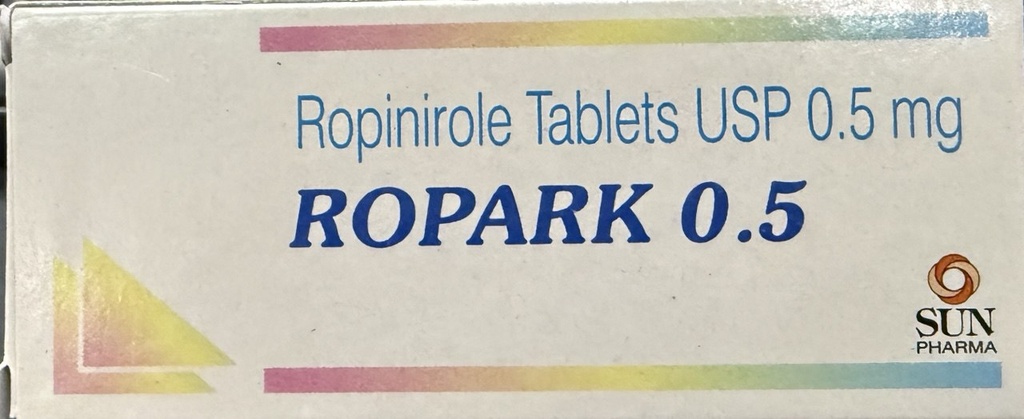 Ropinirole Tablets USP 0.5 mg
ROPARK 0.5
SUN
PHARMA